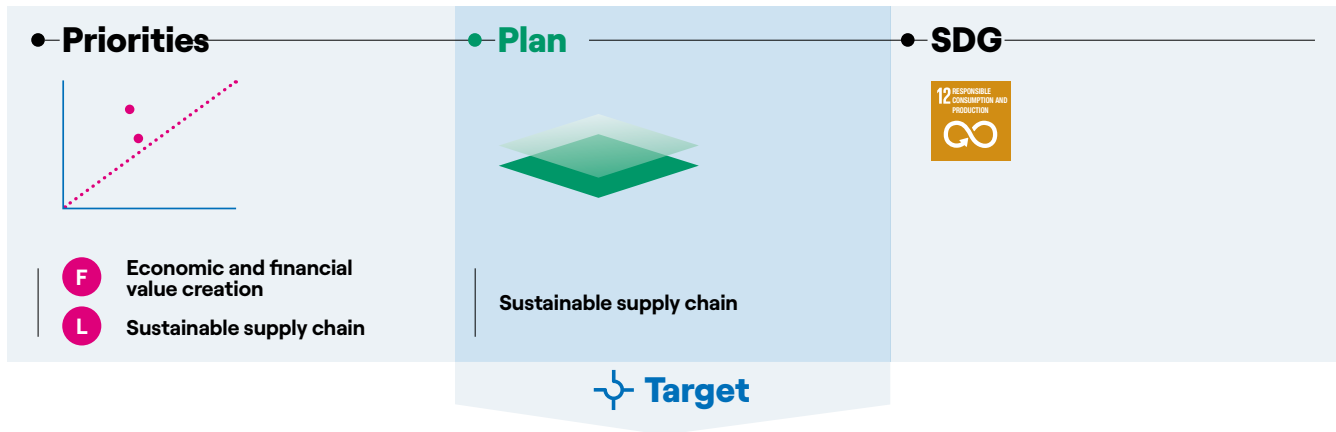 Priorities
Plan
SDG
12 RESPONSIBLE
CONSUMPTION AND
PRODUCTION
F
Economic and financial
value creation
L
Sustainable supply chain
Sustainable supply chain
Target